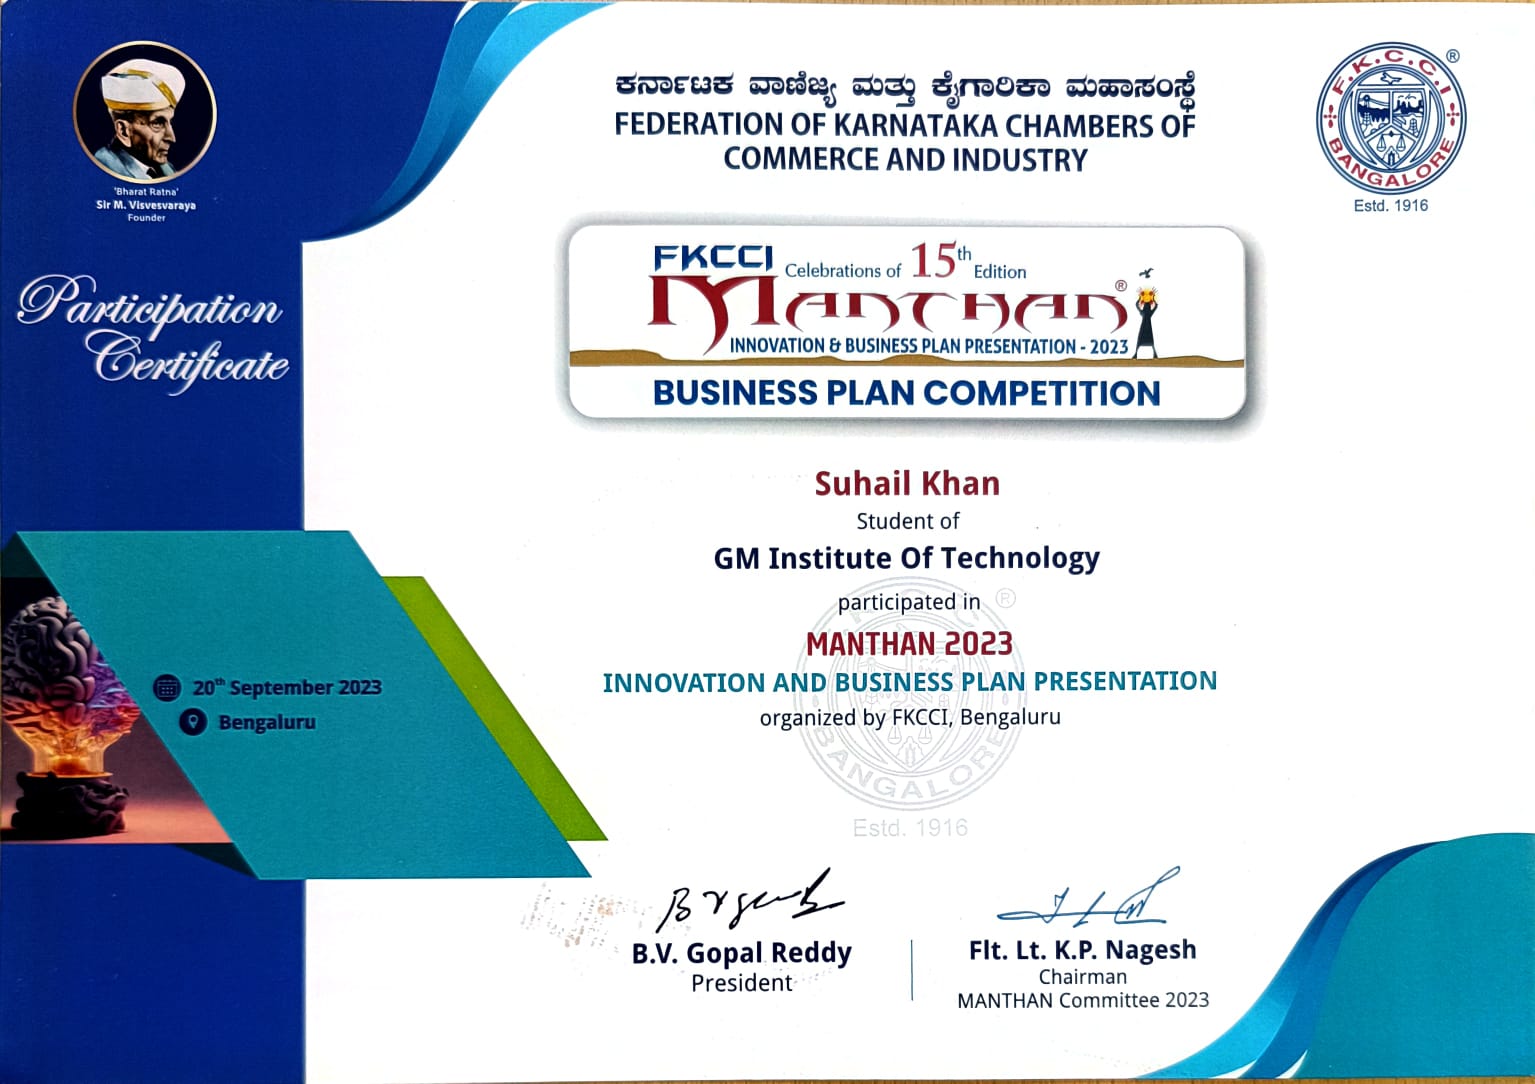 'Bharat Ratna'
Sir M. Visvesvaraya
Founder
Participation
Certificate
20th September 2023
Bengaluru
ಕರ್ನಾಟಕ ವಾಣಿಜ್ಯ ಮತ್ತು ಕೈಗಾರಿಕಾ ಮಹಾಸಂಸ್ಥೆ
FEDERATION OF KARNATAKA CHAMBERS OF
COMMERCE AND INDUSTRY
F.K.C.C.I ®
BANGALORE
Estd. 1916
FKCCI Celebrations of 15th Edition
MANTHAN®
INNOVATION & BUSINESS PLAN PRESENTATION - 2023
BUSINESS PLAN COMPETITION
Suhail Khan
Student of
GM Institute Of Technology
participated in
MANTHAN 2023
INNOVATION AND BUSINESS PLAN PRESENTATION
organized by FKCCI, Bengaluru
F.K.C.C.I ®
BANGALORE
Estd. 1916
B.V. Gopal Reddy
President
Flt. Lt. K.P. Nagesh
Chairman
MANTHAN Committee 2023